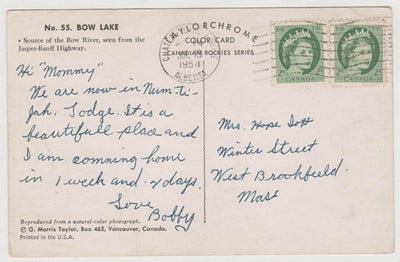 No. 55. BOW LAKE
• Source of the Bow River, seen from the
Jasper-Banff Highway.
TAYLORCHROME
COLOR CARD
CANADIAN ROCKIES SERIES
1954
ALBERTA
CANADA
CANADA
Hi "Mommy"
We are now in Num-ti-
Jah, Lodge. It is a
beautifull place and
I am comming home
in 1 week and 2 days.
Love
Bobby
Mrs. Hope
Winter Street
West Brookfield,
Mass
Reproduced from a natural-color photograph.
© G. Morris Taylor, Box 465, Vancouver, Canada.
Printed in the U.S.A.